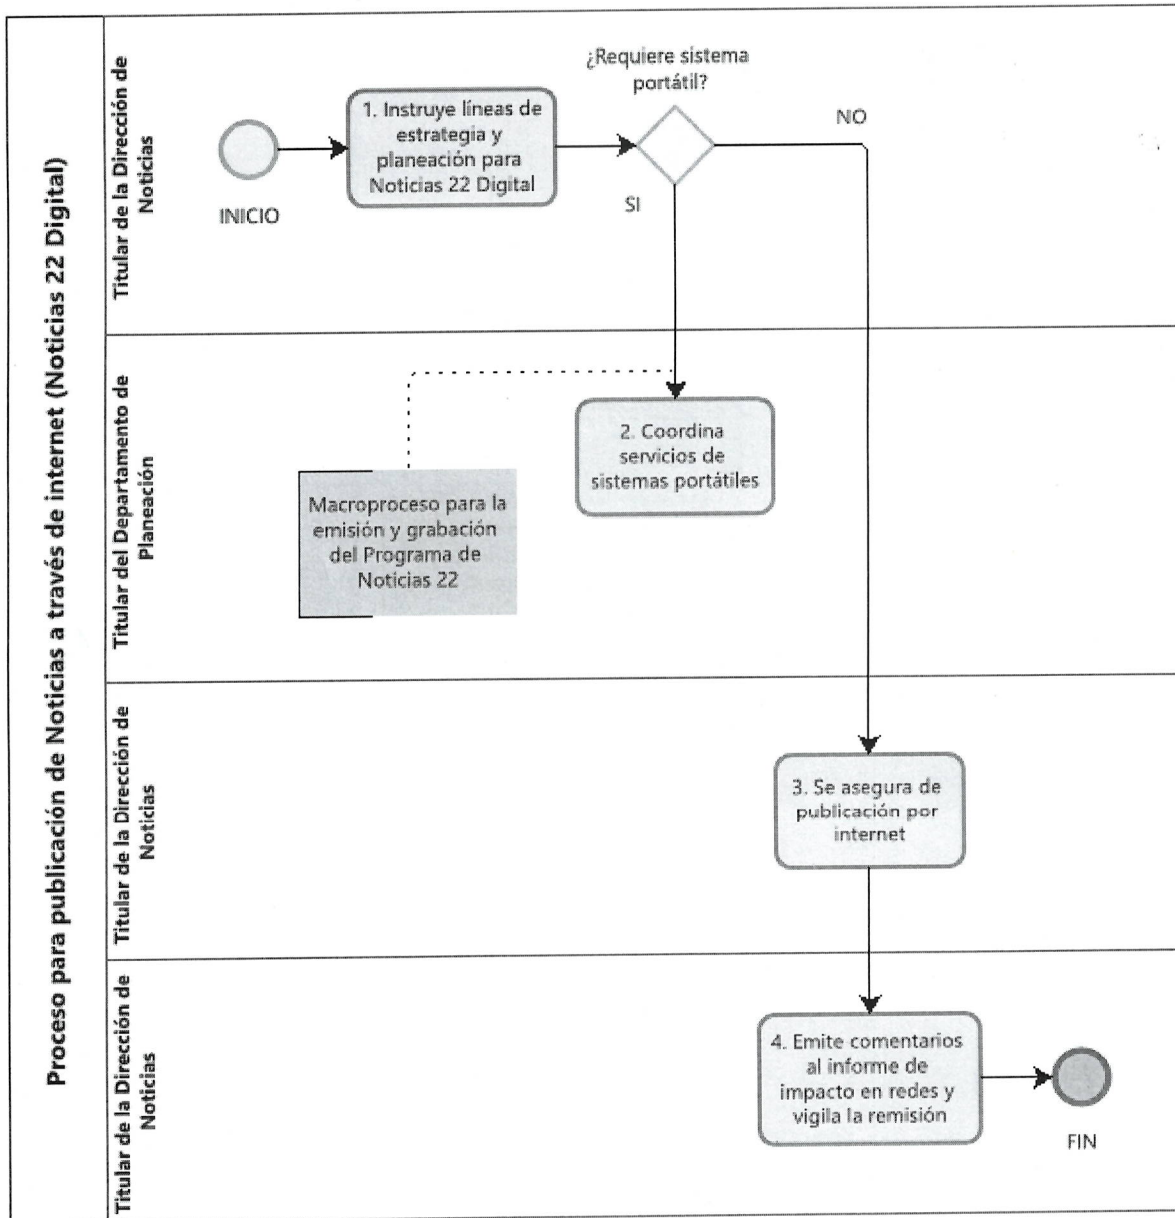 Proceso para publicación de Noticias a través de internet (Noticias 22 Digital)
Titular de la Dirección de
Noticias
INICIO
1. Instruye líneas de
estrategia y
planeación para
Noticias 22 Digital
¿Requiere sistema
portátil?
SI
NO
Titular del Departamento de
Planeación
Macroproceso para la
emisión y grabación
del Programa de
Noticias 22
2. Coordina
servicios de
sistemas portátiles
Titular de la Dirección de
Noticias
3. Se asegura de
publicación por
internet
Titular de la Dirección de
Noticias
4. Emite comentarios
al informe de
impacto en redes y
vigila la remisión
FIN